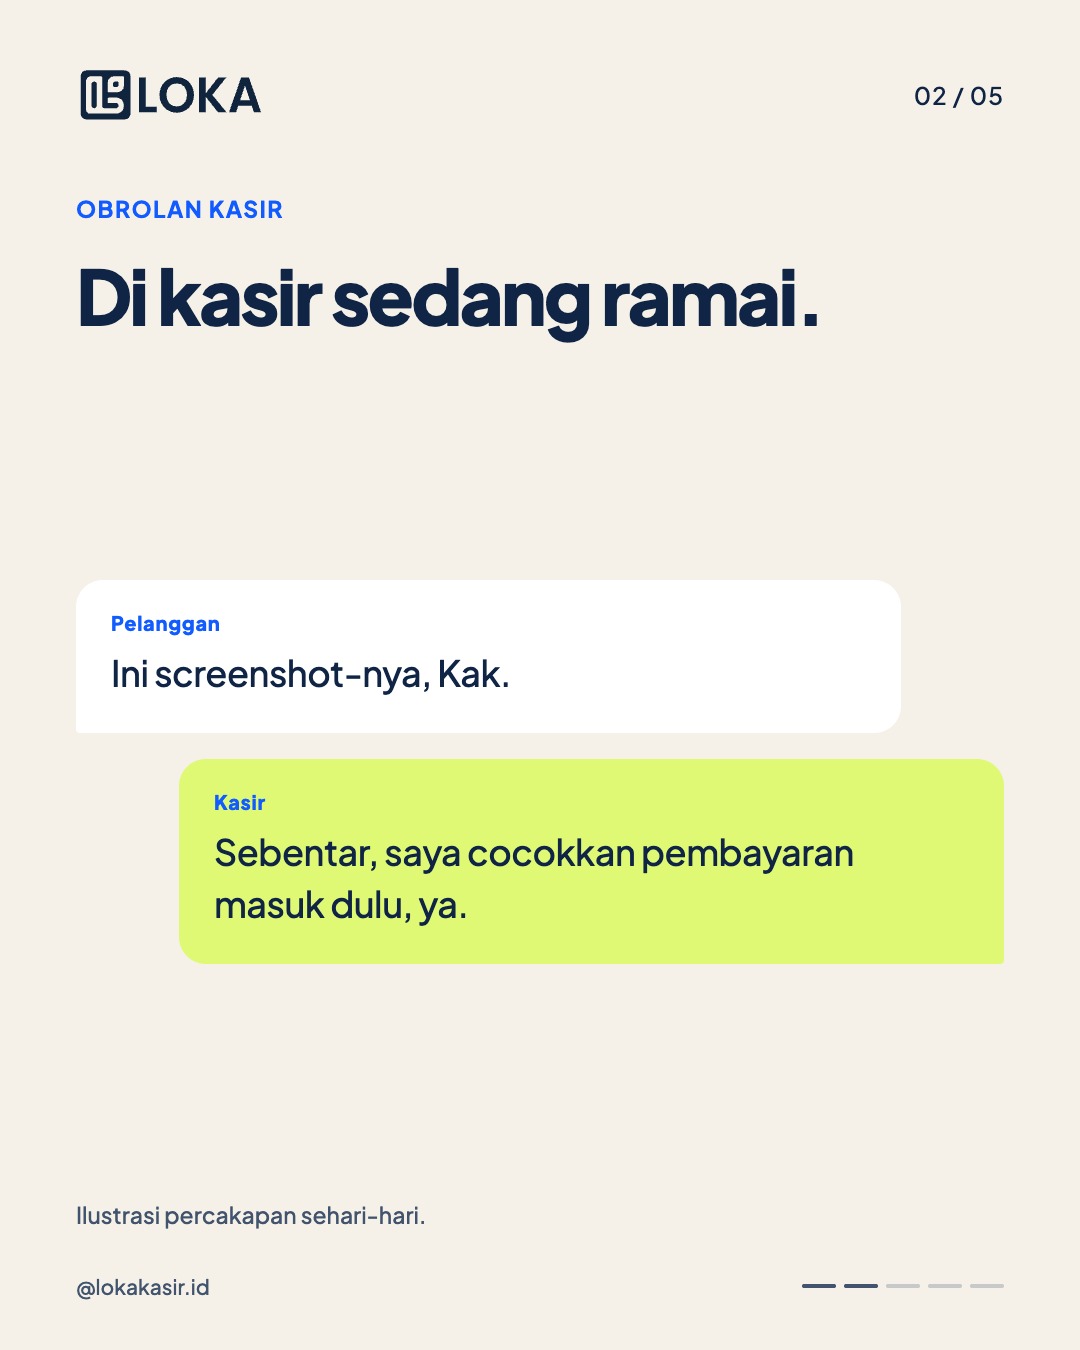 LOKA
02 / 05
OBROLAN KASIR
Di kasir sedang ramai.
Pelanggan
Ini screenshot-nya, Kak.
Kasir
Sebentar, saya cocokkan pembayaran
masuk dulu, ya.
Ilustrasi percakapan sehari-hari.
@lokakasir.id